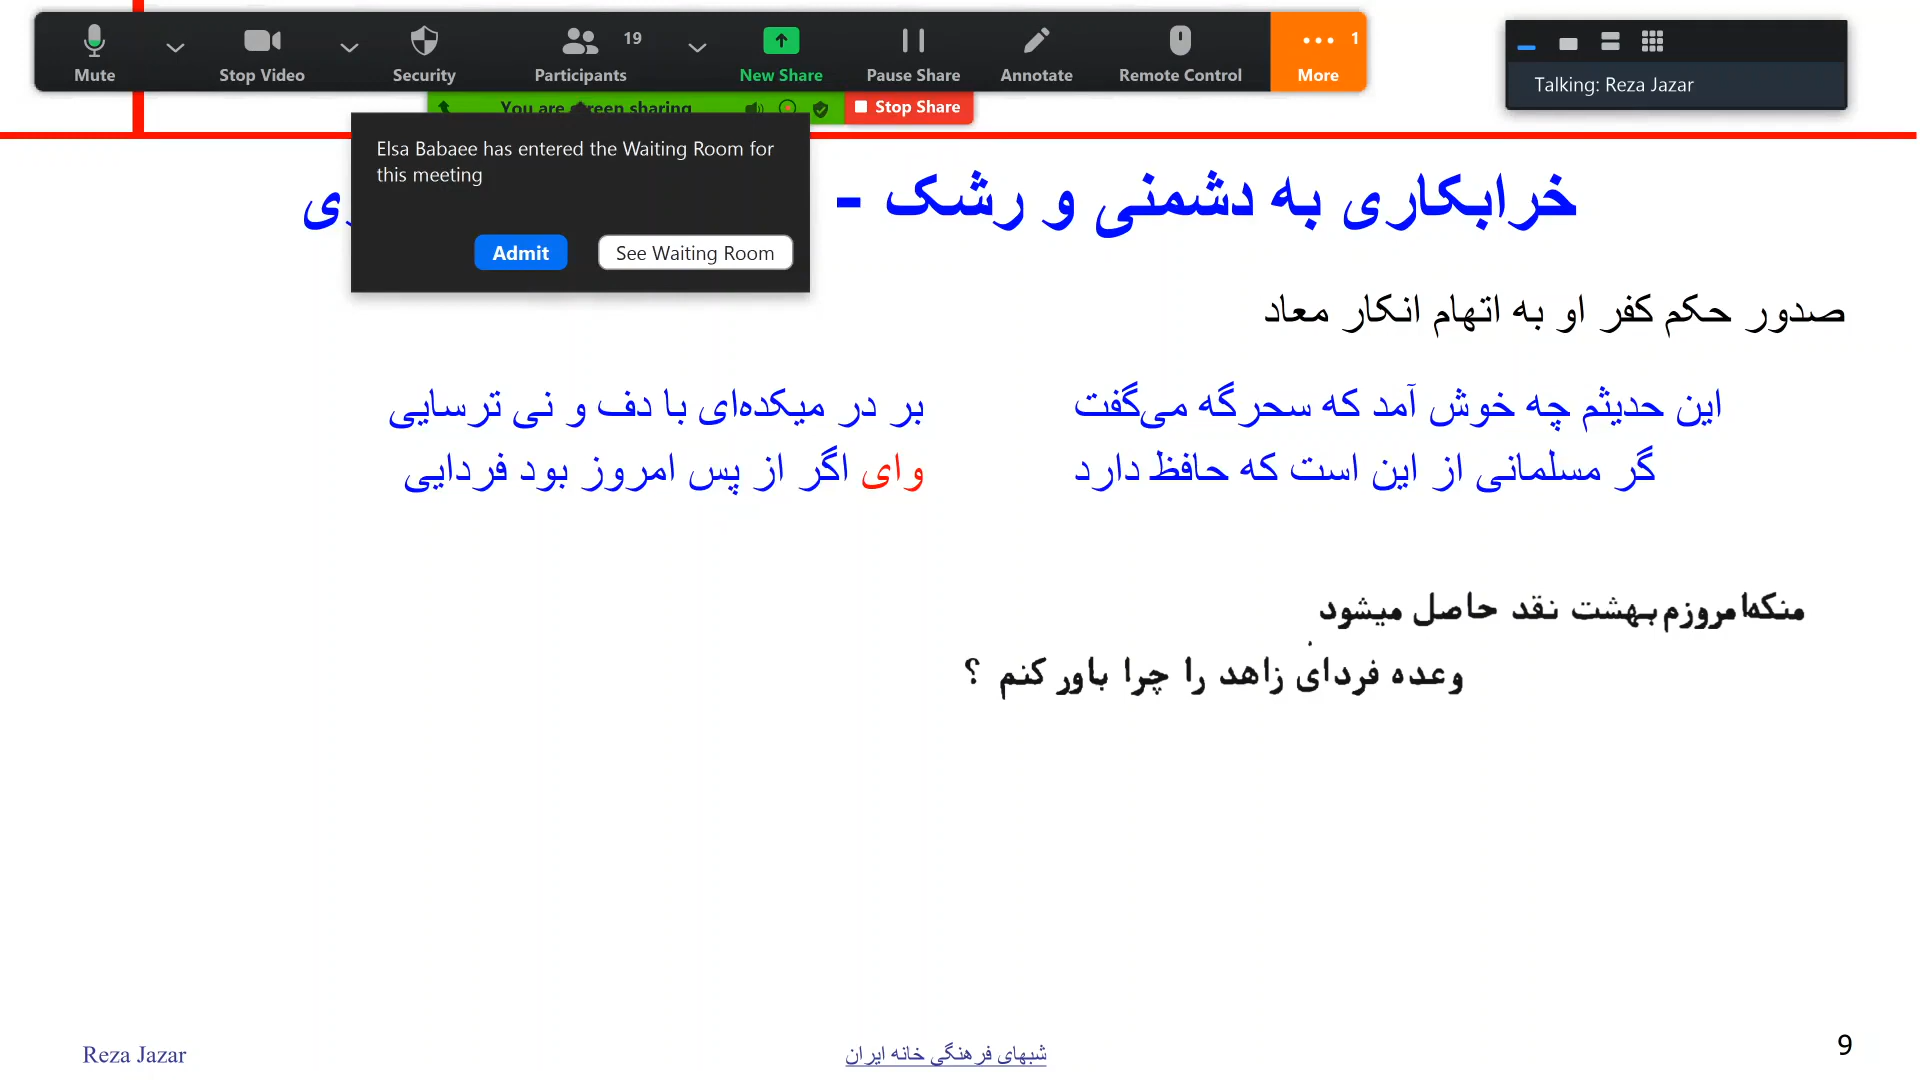 Mute
Stop Video
Security
Participants
19
New Share
Pause Share
Annotate
Remote Control
More
1
Talking: Reza Jazar
You are screen sharing
Stop Share
Elsa Babaee has entered the Waiting Room for
this meeting
Admit
See Waiting Room
خرابکاری به دشمنی و رشک -
صدور حکم کفر او به اتهام انکار معاد
این حدیثم چه خوش آمد که سحرگه می‌گفت بر در میکده‌ای با دف و نی ترسایی
گر مسلمانی از این است که حافظ دارد وای اگر از پس امروز بود فردایی
منکه امروزم بهشت نقد حاصل میشود
وعده فردای زاهد را چرا باور کنم ؟
Reza Jazar
شبهای فرهنگی خانه ایران
9